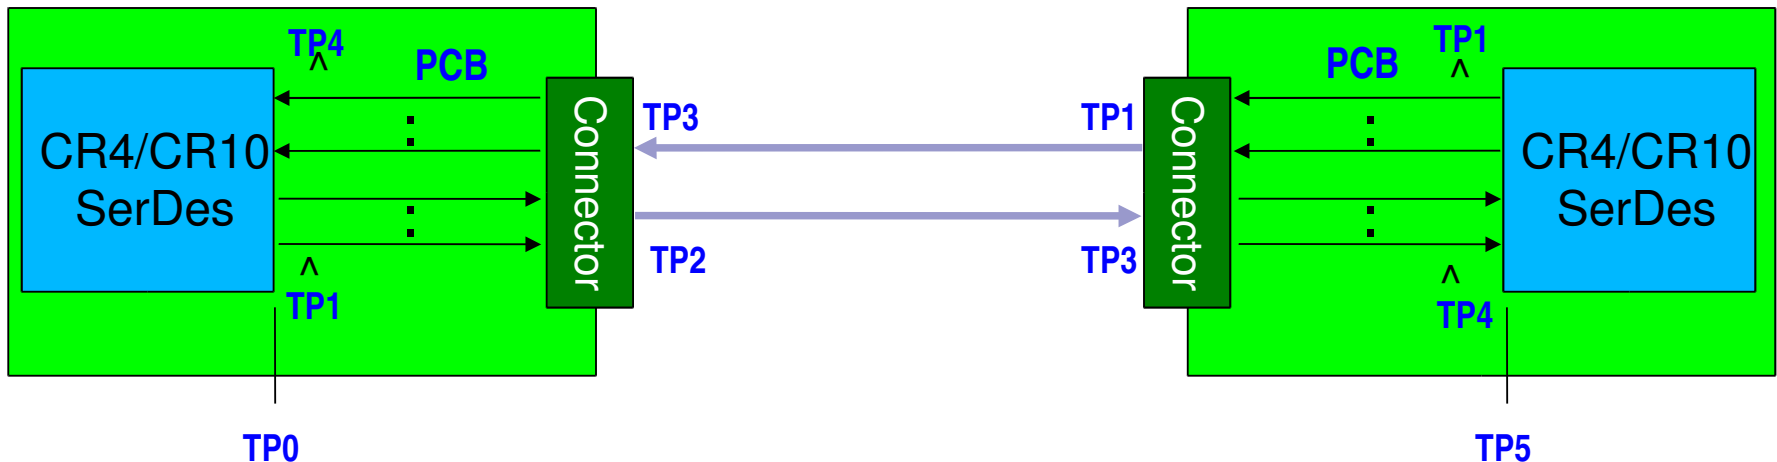 TP4
^
PCB
CR4/CR10
SerDes
:
:
^
TP1
Connector
TP3
TP2
TP1
TP3
Connector
PCB
TP1
^
:
:
CR4/CR10
SerDes
^
TP4
TP0
TP5